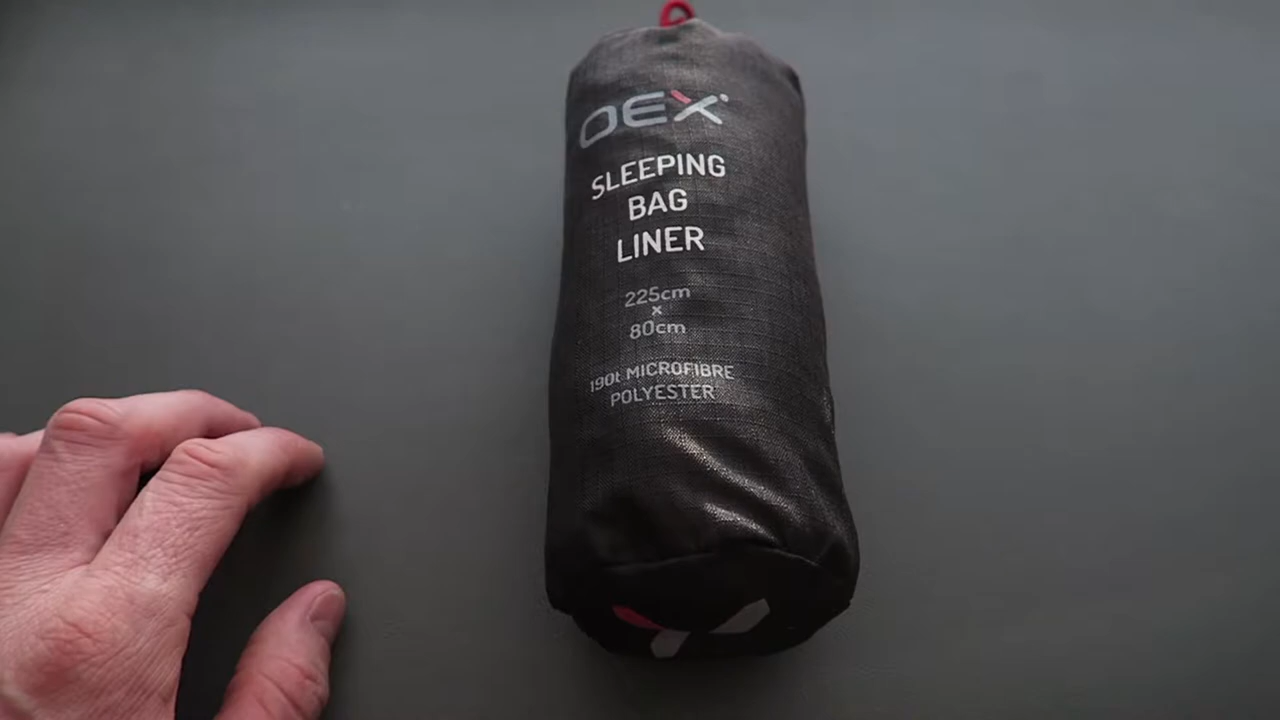 OEX
SLEEPING
BAG
LINER
225cm
x
80cm
190t MICROFIBRE
POLYESTER